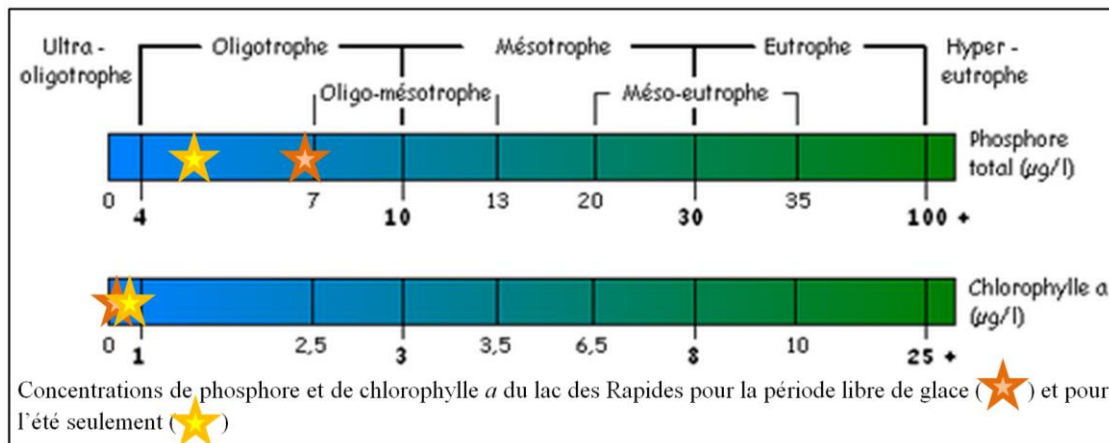 Ultra - oligotrophe
Oligotrophe
Mésotrophe
Eutrophe
Hyper - eutrophe
Oligo-mésotrophe
Méso-eutrophe
Phosphore total (µg/l)
0 4 7 10 13 20 30 35 100 +
Chlorophylle a (µg/l)
0 1 2,5 3 3,5 6,5 8 10 25 +
Concentrations de phosphore et de chlorophylle a du lac des Rapides pour la période libre de glace ( ) et pour
l’été seulement ( )